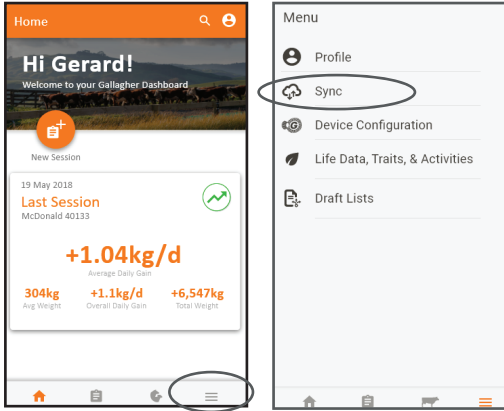 Home
Hi Gerard!
Welcome to your Gallagher Dashboard
New Session
19 May 2018
Last Session
McDonald 40133
+1.04kg/d
Average Daily Gain
304kg +1.1kg/d +6,547kg
Avg Weight Overall Daily Gain Total Weight
Menu
Profile
Sync
Device Configuration
Life Data, Traits, & Activities
Draft Lists